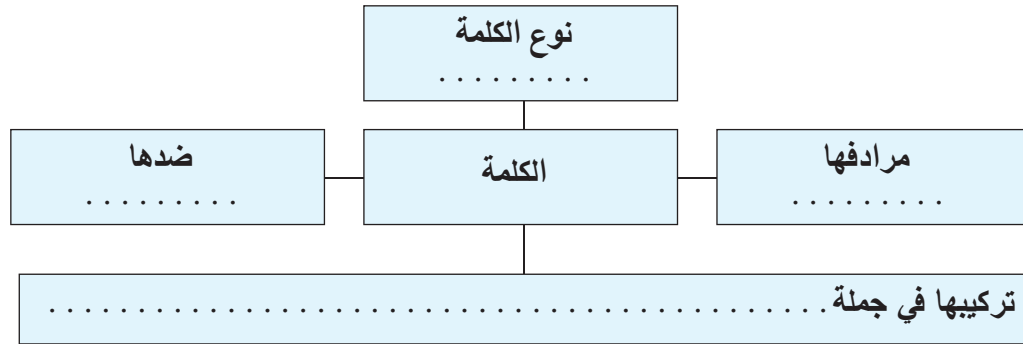 نوع الكلمة
. . . . . . . . .
مرادفها
. . . . . . . . .
الكلمة
ضدها
. . . . . . . . .
تركيبها في جملة . . . . . . . . . . . . . . . . . . . . . . . . . . . . . . . . . . . . . . . . . . . . .